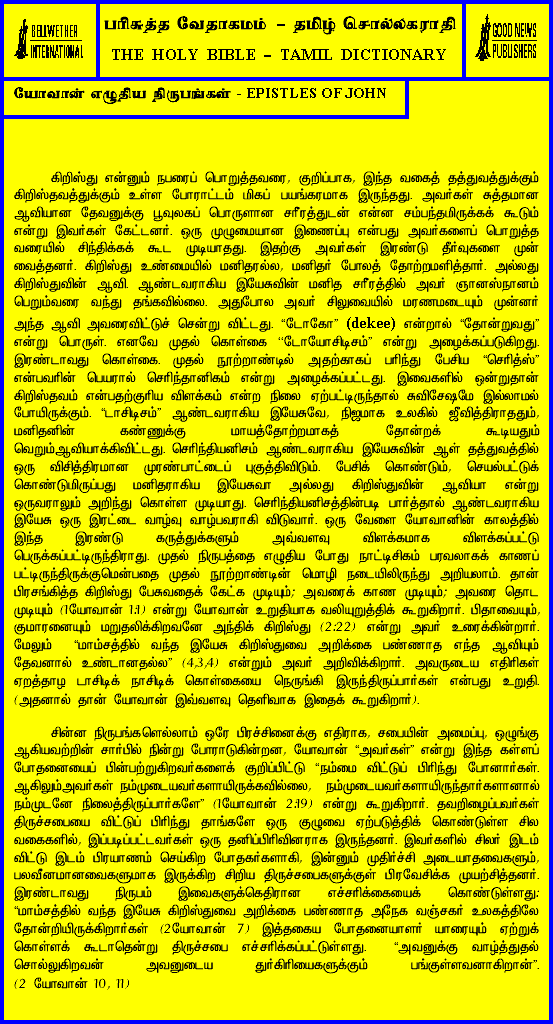 BELLWETHER
INTERNATIONAL
பரிசுத்த வேதாகமம் – தமிழ் சொல்லகராதி
THE HOLY BIBLE – TAMIL DICTIONARY
GOOD NEWS
PUBLISHERS
யோவான் எழுதிய நிருபங்கள் - EPISTLES OF JOHN
கிறிஸ்து என்னும் நபரைப் பொறுத்தவரை, குறிப்பாக, இந்த வகைத் தத்துவத்துக்கும்
கிறிஸ்தவத்துக்கும் உள்ள போராட்டம் மிகப் பயங்கரமாக இருந்தது. அவர்கள் சுத்தமான
ஆவியான தேவனுக்கு பூவுலகப் பொருளான சரீரத்துடன் என்ன சம்பந்தமிருக்கக் கூடும்
என்று இவர்கள் கேட்டனர். ஒரு முழுமையான இணைப்பு என்பது அவர்களைப் பொறுத்த
வரையில் சிந்திக்கக் கூட முடியாதது. இதற்கு அவர்கள் இரண்டு தீர்வுகளை முன்
வைத்தனர். கிறிஸ்து உண்மையில் மனிதரல்ல, மனிதர் போலத் தோற்றமளித்தார். அல்லது
கிறிஸ்துவின் ஆவி. ஆண்டவராகிய இயேசுவின் மனித சரீரத்தில் அவர் ஞானஸ்நானம்
பெறும்வரை வந்து தங்கவில்லை. அதுபோல அவர் சிலுவையில் மரணமடையும் முன்னர்
அந்த ஆவி அவரைவிட்டுச் சென்று விட்டது. “டோகோ” (dekee) என்றால் “தோன்றுவது”
என்று பொருள். எனவே முதல் கொள்கை “டோயோசிடிசம்” என்று அழைக்கப்படுகிறது.
இரண்டாவது கொள்கை. முதல் நூற்றாண்டில் அதற்காகப் பரிந்து பேசிய “செரித்ஸ்”
என்பவரின் பெயரால் செரிந்தானிகம் என்று அழைக்கப்பட்டது. இவைகளில் ஒன்றுதான்
கிறிஸ்தவம் என்பதற்குரிய விளக்கம் என்ற நிலை ஏற்பட்டிருந்தால் சுவிசேஷமே இல்லாமல்
போயிருக்கும். “டாசிடிசம்” ஆண்டவராகிய இயேசுவே, நிஜமாக உலகில் ஜீவித்திராததும்,
மனிதனின் கண்ணுக்கு மாயத்தோற்றமாகத் தோன்றக் கூடியதும்
வெறும்ஆவியாக்கிவிட்டது. செரிந்தியனிசம் ஆண்டவராகிய இயேசுவின் ஆள் தத்துவத்தில்
ஒரு விசித்திரமான முரண்பாட்டைப் புகுத்திவிடும். பேசிக் கொண்டும், செயல்பட்டுக்
கொண்டுமிருப்பது மனிதராகிய இயேசுவா அல்லது கிறிஸ்துவின் ஆவியா என்று
ஒருவராலும் அறிந்து கொள்ள முடியாது. செரிந்தியனிசத்தின்படி பார்த்தால் ஆண்டவராகிய
இயேசு ஒரு இரட்டை வாழ்வு வாழ்பவராகி விடுவார். ஒரு வேளை யோவானின் காலத்தில்
இந்த இரண்டு கருத்துக்களும் அவ்வளவு விளக்கமாக விளக்கப்பட்டு
பெருக்கப்பட்டிருந்திராது. முதல் நிருபத்தை எழுதிய போது நாட்டிசிகம் பரவலாகக் காணப்
பட்டிருந்திருக்குமென்பதை முதல் நூற்றாண்டின் மொழி நடையிலிருந்து அறியலாம். தான்
பிரசங்கித்த கிறிஸ்து பேசுவதைக் கேட்க முடியும்; அவரைக் காண முடியும்; அவரை தொட
முடியும் (1யோவான் 1:1) என்று யோவான் உறுதியாக வலியுறுத்திக் கூறுகிறார். பிதாவையும்,
குமாரனையும் மறுதலிக்கிறவனே அந்திக் கிறிஸ்து (2:22) என்று அவர் உரைக்கின்றார்.
மேலும் “மாம்சத்தில் வந்த இயேசு கிறிஸ்துவை அறிக்கை பண்ணாத எந்த ஆவியும்
தேவனால் உண்டானதல்ல” (4,3,4) என்றும் அவர் அறிவிக்கிறார். அவருடைய எதிரிகள்
ஏறத்தாழ டாசிடிக் நாசிடிக் கொள்கையை நெருங்கி இருந்திருப்பார்கள் என்பது உறுதி.
(அதனால் தான் யோவான் இவ்வளவு தெளிவாக இதைக் கூறுகிறார்).
சின்ன நிருபங்களெல்லாம் ஒரே பிரச்சினைக்கு எதிராக, சபையின் அமைப்பு, ஒழுங்கு
ஆகியவற்றின் சார்பில் நின்று போராடுகின்றன, யோவான் “அவர்கள்” என்று இந்த கள்ளப்
போதனையைப் பின்பற்றுகிறவர்களைக் குறிப்பிட்டு “நம்மை விட்டுப் பிரிந்து போனார்கள்.
ஆகிலும்அவர்கள் நம்முடையவர்களாயிருக்கவில்லை, நம்முடையவர்களாயிருந்தார்களானால்
நம்முடனே நிலைத்திருப்பார்களே” (1யோவான் 2:19) என்று கூறுகிறார். தவறிழைப்பவர்கள்
திருச்சபையை விட்டுப் பிரிந்து தாங்களே ஒரு குழுவை ஏற்படுத்திக் கொண்டுள்ள சில
வகைகளில், இப்படிப்பட்டவர்கள் ஒரு தனிப்பிரிவினராக இருந்தனர். இவர்களில் சிலர் இடம்
விட்டு இடம் பிரயாணம் செய்கிற போதகர்களாகி, இன்னும் முதிர்ச்சி அடையாதவைகளும்,
பலவீனமானவைகளுமாக இருக்கிற சிறிய திருச்சபைகளுக்குள் பிரவேசிக்க முயற்சித்தனர்.
இரண்டாவது நிருபம் இவைகளுக்கெதிரான எச்சரிக்கையைக் கொண்டுள்ளது;
“மாம்சத்தில் வந்த இயேசு கிறிஸ்துவை அறிக்கை பண்ணாத அநேக வஞ்சகர் உலகத்திலே
தோன்றியிருக்கிறார்கள் (2யோவான் 7) இத்தகைய போதனையாளர் யாரையும் ஏற்றுக்
கொள்ளக் கூடாதென்று திருச்சபை எச்சரிக்கப்பட்டுள்ளது. “அவனுக்கு வாழ்த்துதல்
சொல்லுகிறவன் அவனுடைய துர்கிரியைகளுக்கும் பங்குள்ளவனாகிறான்”.
(2 யோவான் 10, 11)